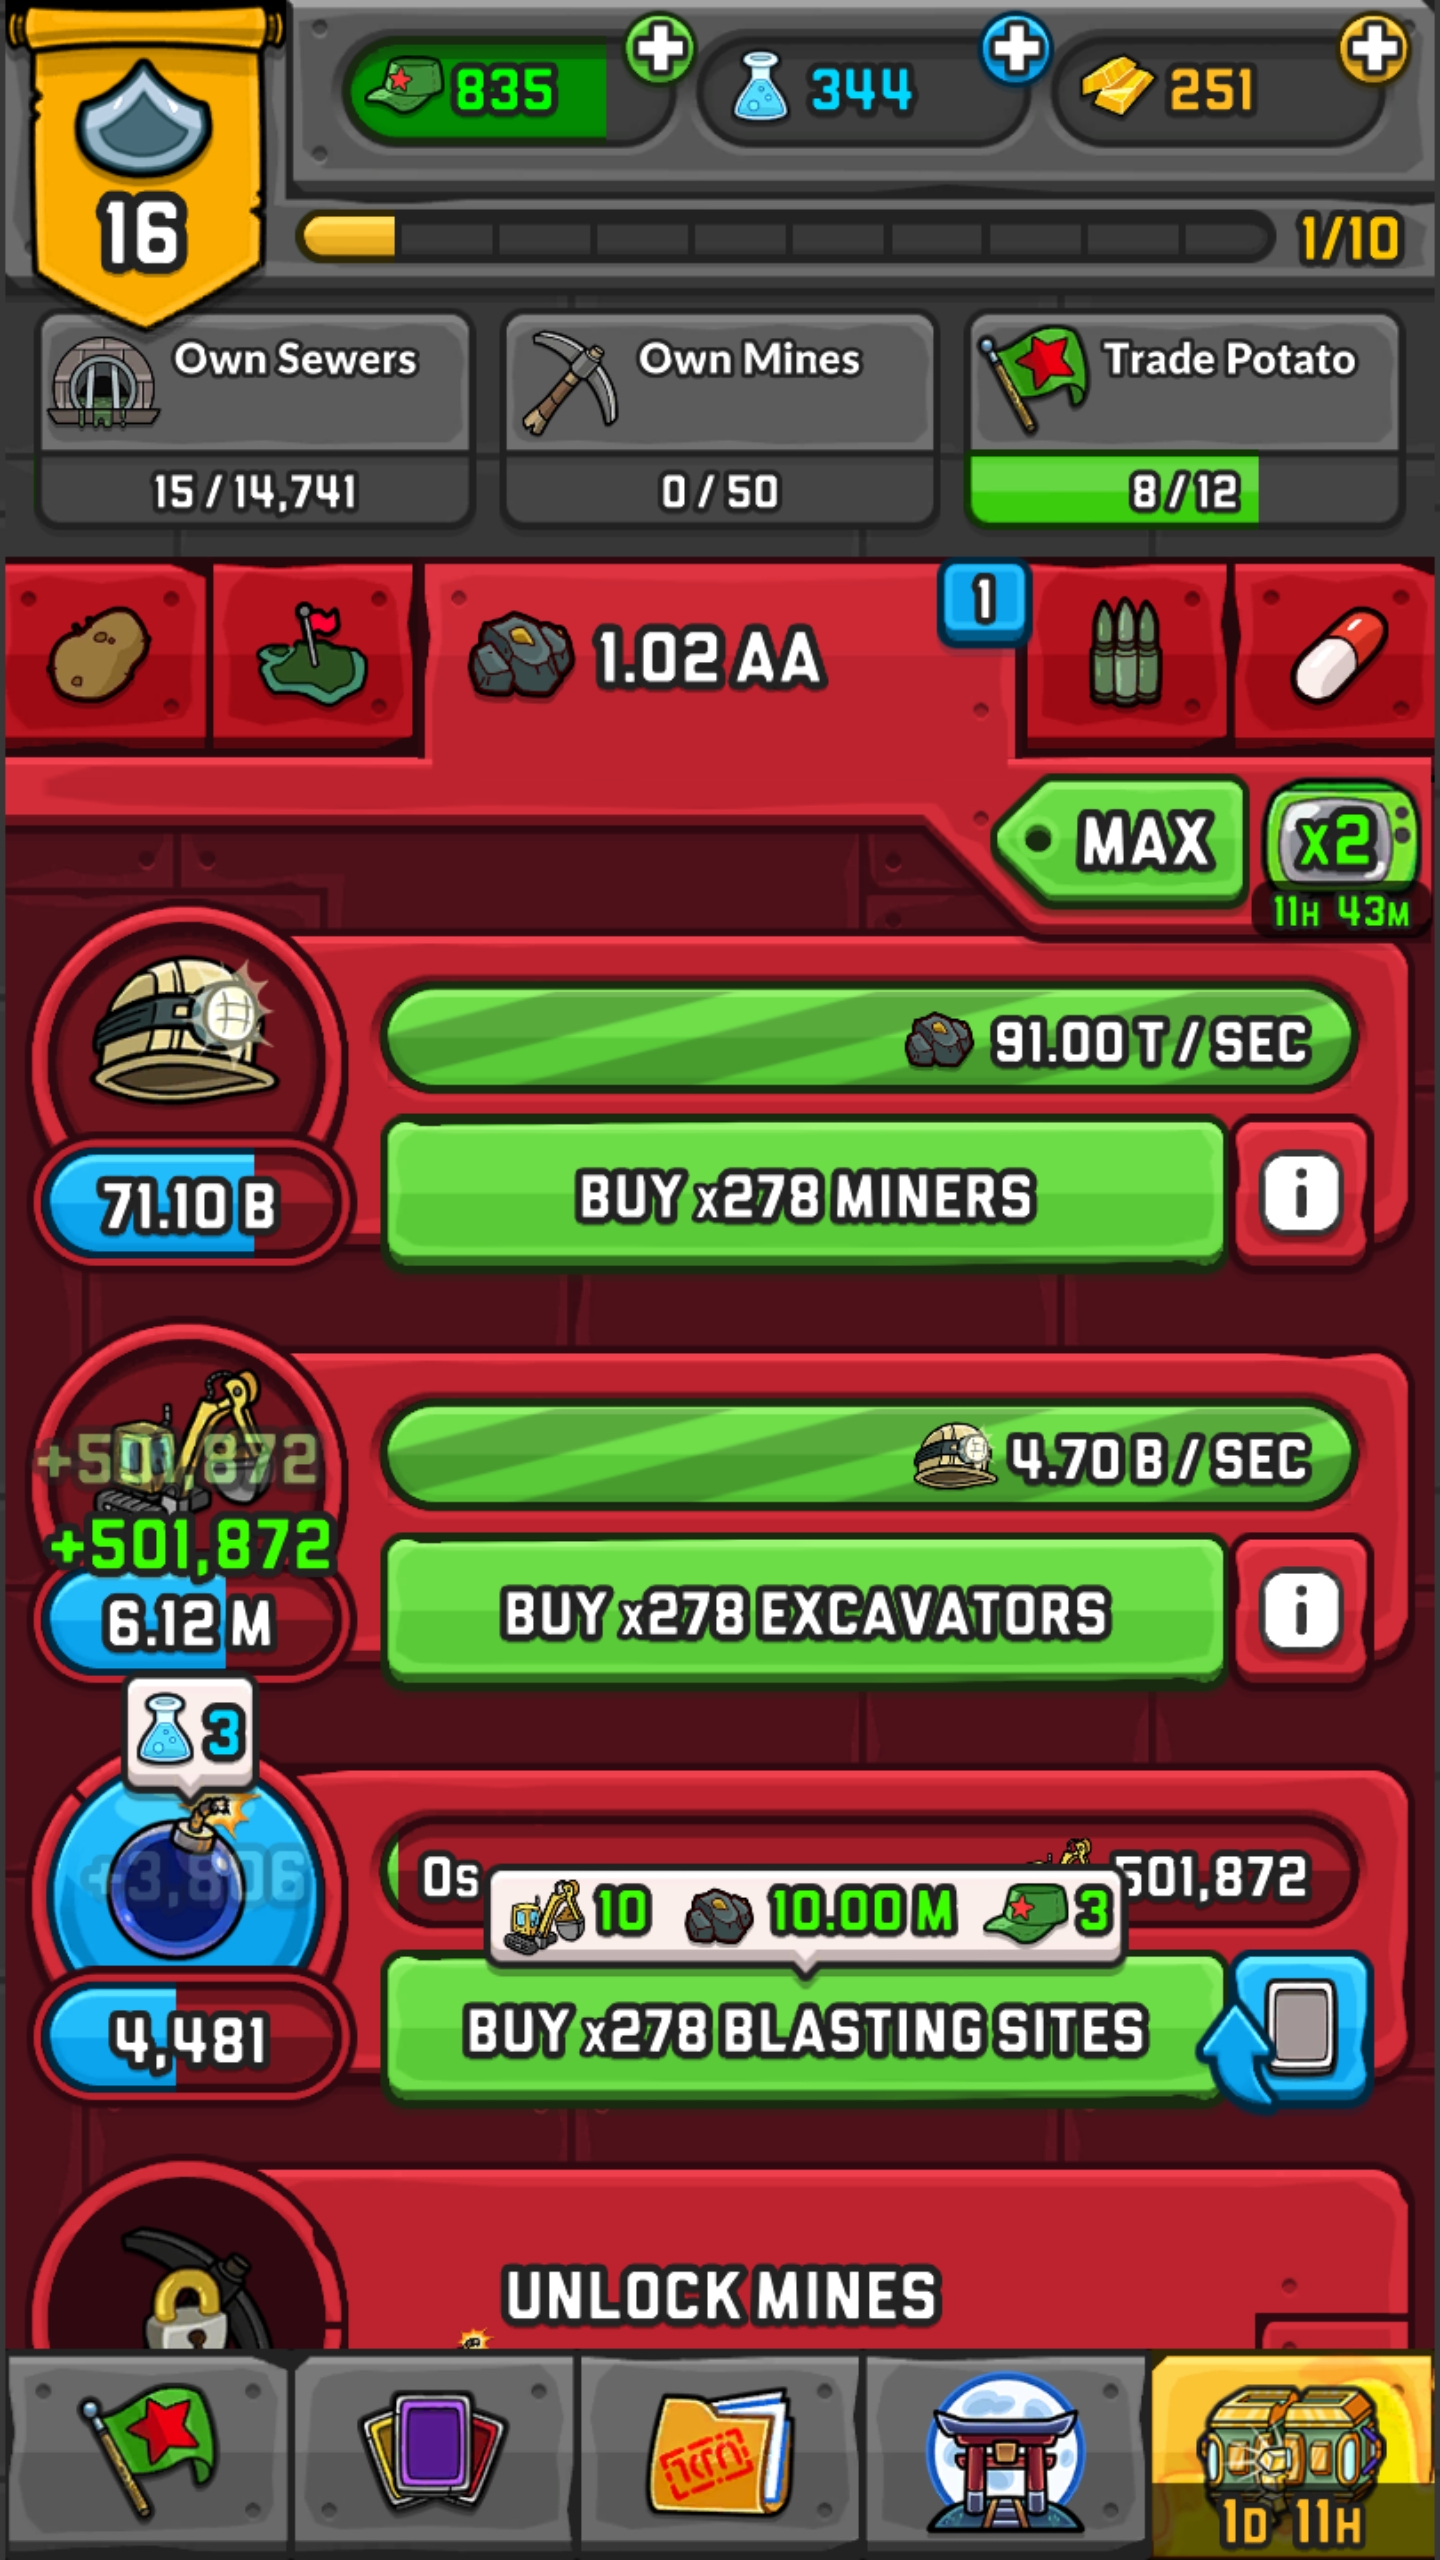 835
344
251
16
1/10
Own Sewers
Own Mines
Trade Potato
15 / 14,741
0 / 50
8 / 12
1.02 AA
1
MAX
x2
11H 43M
91.00 T / SEC
71.10 B
BUY x278 MINERS
4.70 B / SEC
+501,872
+501,872
6.12 M
BUY x278 EXCAVATORS
3
+3,806
0s
501,872
10
10.00 M
3
4,481
BUY x278 BLASTING SITES
UNLOCK MINES
1D 11H